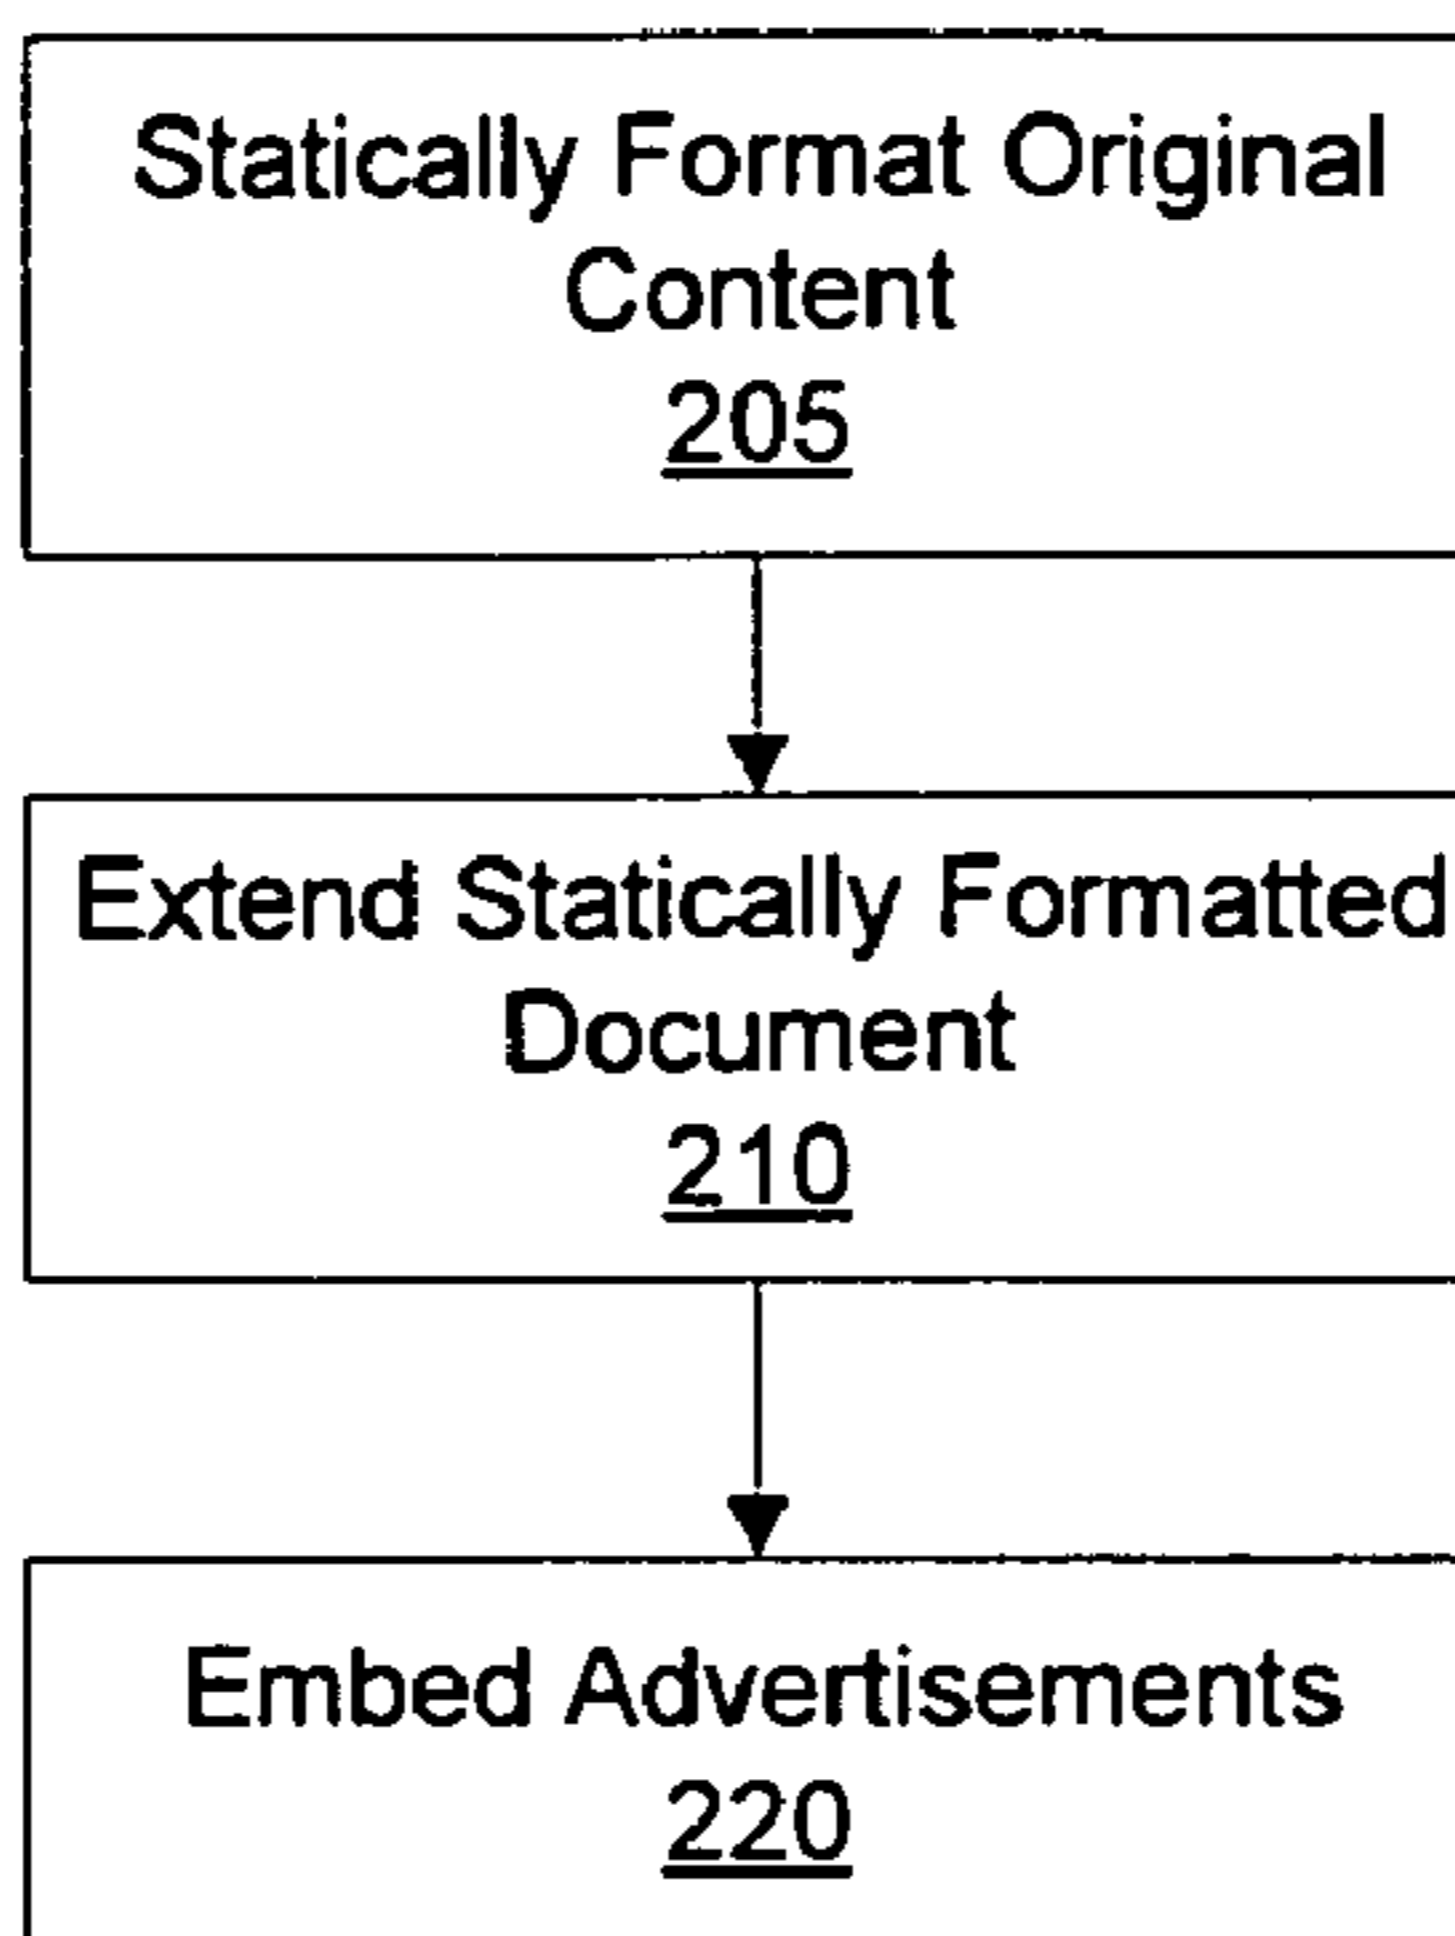 Statically Format Original
Content
205
Extend Statically Formatted
Document
210
Embed Advertisements
220